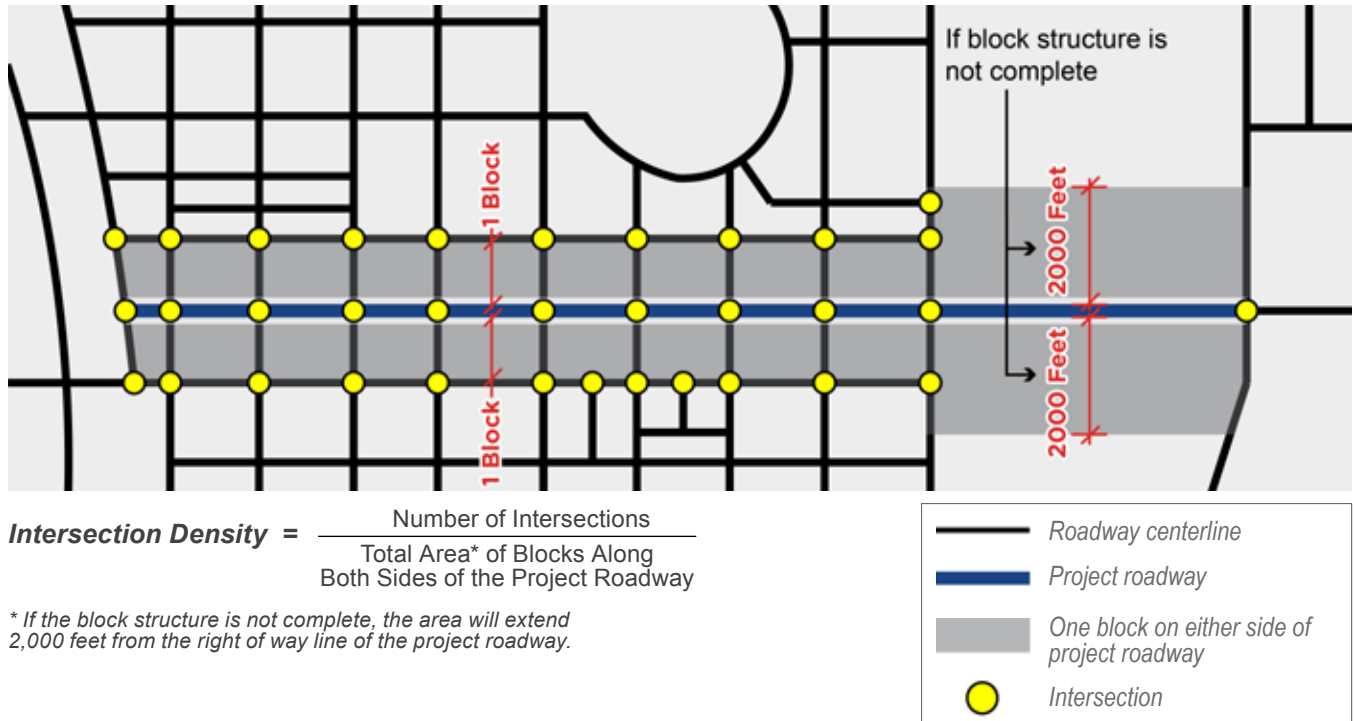 If block structure is
not complete
1 Block
1 Block
2000 Feet
2000 Feet
Intersection Density =
Number of Intersections
Total Area* of Blocks Along
Both Sides of the Project Roadway
* If the block structure is not complete, the area will extend
2,000 feet from the right of way line of the project roadway.
Roadway centerline
Project roadway
One block on either side of
project roadway
Intersection